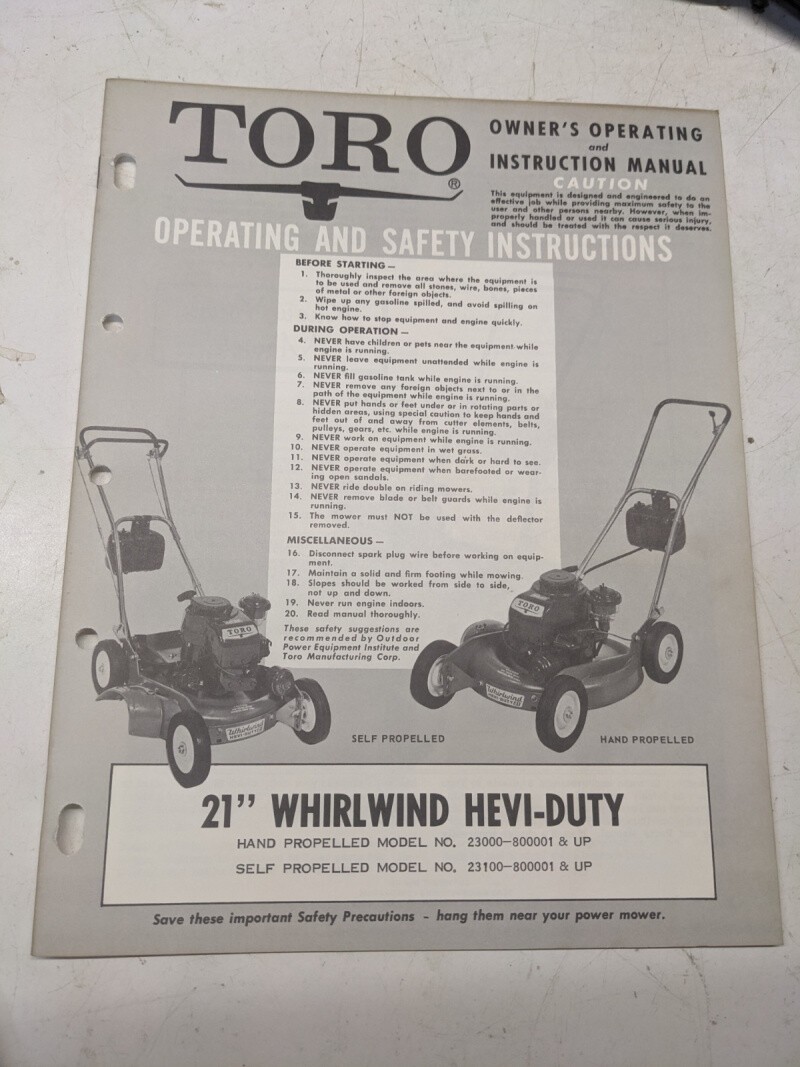 TORO
®
OWNER'S OPERATING
and
INSTRUCTION MANUAL
CAUTION
This equipment is designed and engineered to do an
effective job while providing maximum safety to the
user and other persons nearby. However, when im-
properly handled or used it can cause serious injury,
and should be treated with the respect it deserves.
OPERATING AND SAFETY INSTRUCTIONS
BEFORE STARTING —
1. Thoroughly inspect the area where the equipment is
to be used and remove all stones, wire, bones, pieces
of metal or other foreign objects.
2. Wipe up any gasoline spilled, and avoid spilling on
hot engine.
3. Know how to stop equipment and engine quickly.
DURING OPERATION —
4. NEVER have children or pets near the equipment while
engine is running.
5. NEVER leave equipment unattended while engine is
running.
6. NEVER fill gasoline tank while engine is running.
7. NEVER remove any foreign objects next to or in the
path of the equipment while engine is running.
8. NEVER put hands or feet under or in rotating parts or
hidden areas, using special caution to keep hands and
feet out of and away from cutter elements, belts,
pulleys, gears, etc. while engine is running.
9. NEVER work on equipment while engine is running.
10. NEVER operate equipment in wet grass.
11. NEVER operate equipment when dark or hard to see.
12. NEVER operate equipment when barefooted or wear-
ing open sandals.
13. NEVER ride double on riding mowers.
14. NEVER remove blade or belt guards while engine is
running.
15. The mower must NOT be used with the deflector
removed.
MISCELLANEOUS —
16. Disconnect spark plug wire before working on equip-
ment.
17. Maintain a solid and firm footing while mowing.
18. Slopes should be worked from side to side,
not up and down.
19. Never run engine indoors.
20. Read manual thoroughly.
These safety suggestions are
recommended by Outdoor
Power Equipment Institute and
Toro Manufacturing Corp.
TORO
Whirlwind
HEVI-DUTY
TORO
Whirlwind
HEVI-DUTY
SELF PROPELLED
HAND PROPELLED
21" WHIRLWIND HEVI-DUTY
HAND PROPELLED MODEL NO. 23000-800001 & UP
SELF PROPELLED MODEL NO. 23100-800001 & UP
Save these important Safety Precautions - hang them near your power mower.